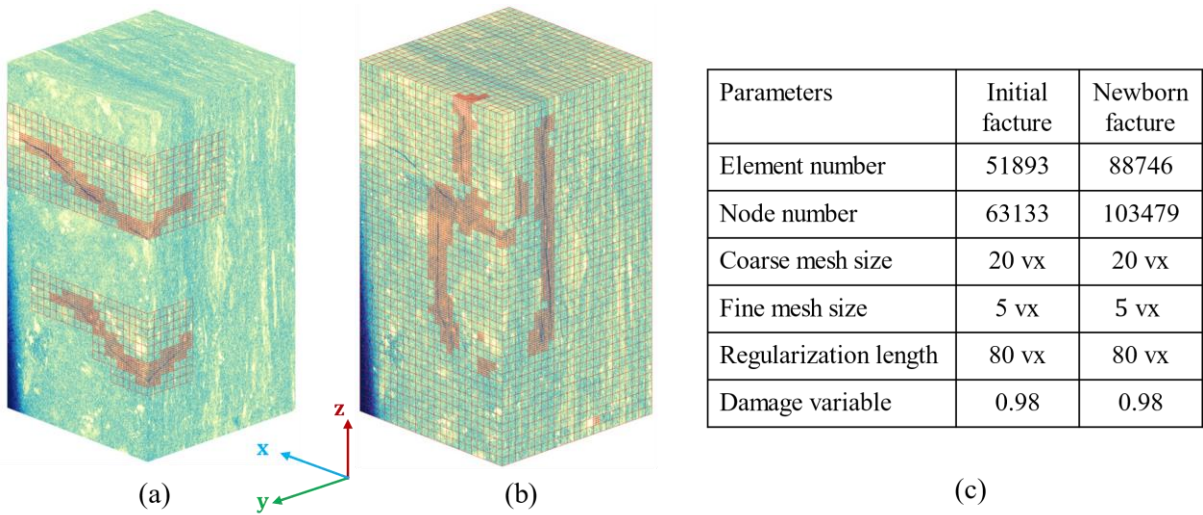 Parameters Initial facture Newborn facture
Element number 51893 88746
Node number 63133 103479
Coarse mesh size 20 vx 20 vx
Fine mesh size 5 vx 5 vx
Regularization length 80 vx 80 vx
Damage variable 0.98 0.98
z
x
y
(a)
(b)
(c)